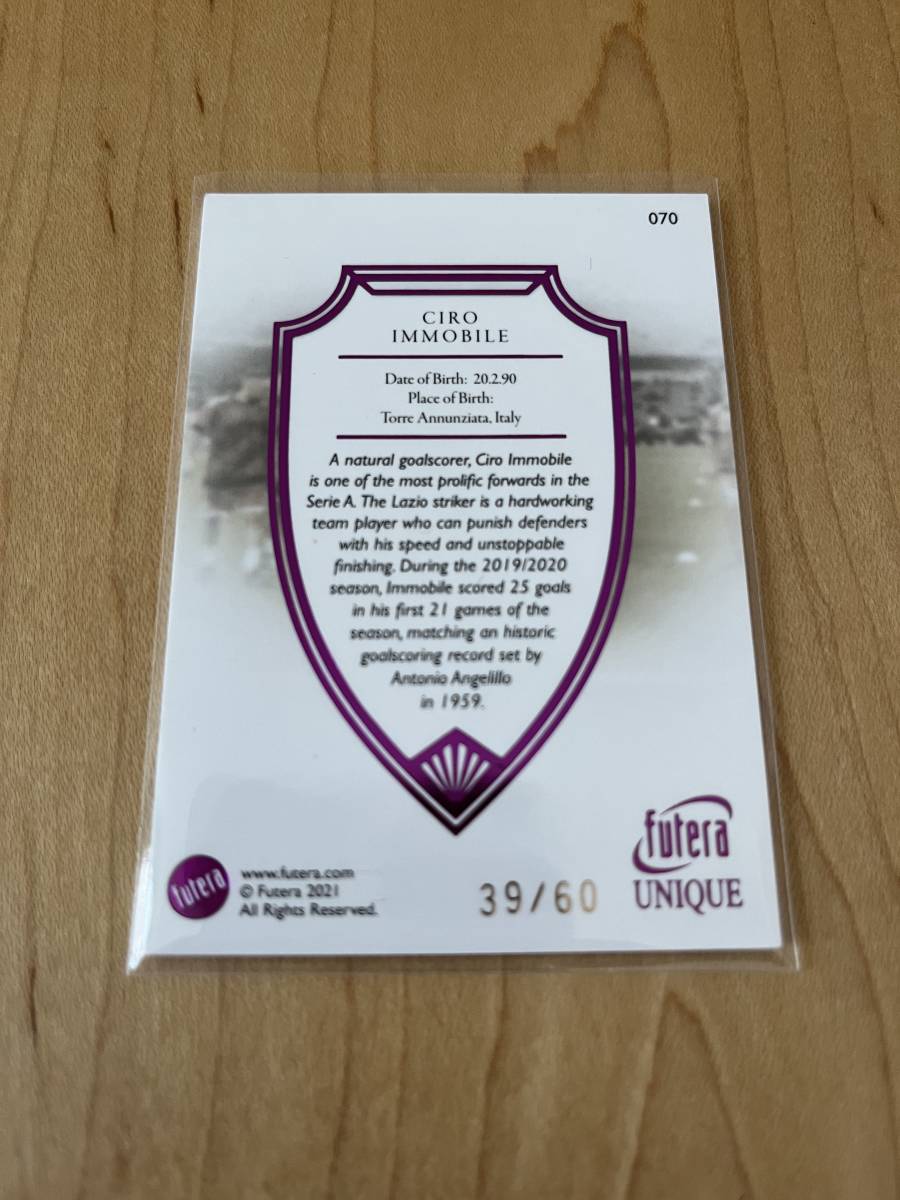 070
CIRO
IMMOBILE
Date of Birth: 20.2.90
Place of Birth:
Torre Annunziata, Italy
A natural goalscorer, Ciro Immobile
is one of the most prolific forwards in the
Serie A. The Lazio striker is a hardworking
team player who can punish defenders
with his speed and unstoppable
finishing. During the 2019/2020
season, Immobile scored 25 goals
in his first 21 games of the
season, matching an historic
goalscoring record set by
Antonio Angelillo
in 1959.
futera
www.futera.com
© Futera 2021
All Rights Reserved.
39/60
futera
UNIQUE